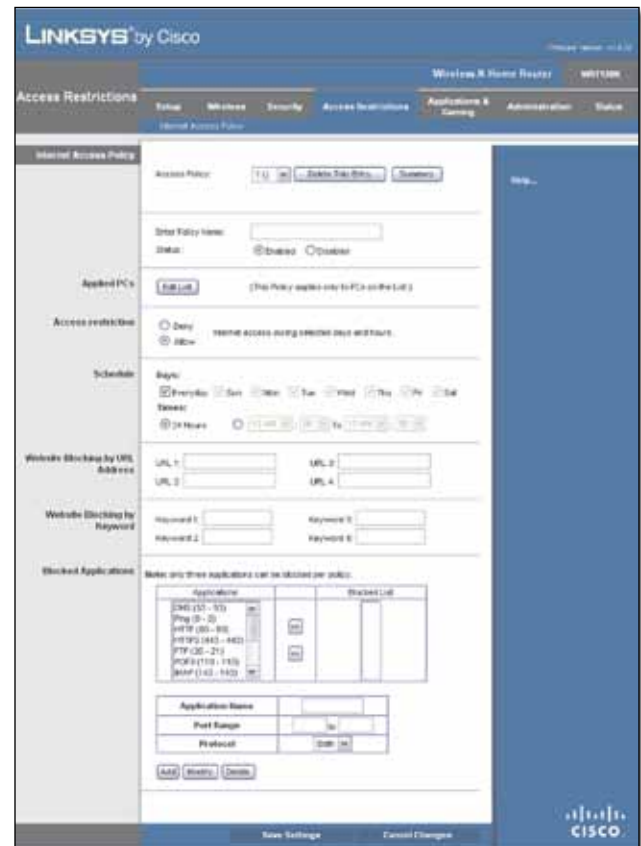 LINKSYS® by Cisco
Wireless-N Home Router
Access Restrictions
Setup Wireless Security Access Restrictions Applications & Gaming Administration Status
Internet Access Policy
Internet Access Policy
Access Policy: Delete This Entry Summary
Help...
Enter Policy Name:
Status: Enabled Disabled
Applied PCs
Edit List (This Policy applies only to PCs on the List.)
Access restriction
Deny
Allow
Internet access during selected days and hours.
Schedule
Days:
Everyday Sun Mon Tue Wed Thu Fri Sat
Times:
24 Hours To
Website Blocking by URL Address
URL 1: URL 3:
URL 2: URL 4:
Website Blocking by Keyword
Keyword 1: Keyword 3:
Keyword 2: Keyword 4:
Blocked Applications
Note: only three applications can be blocked per policy.
Applications Blocked List
DNS (53 - 53)
Ping (0 - 0)
HTTP (80 - 80)
HTTPS (443 - 443)
FTP (20 - 21)
POP3 (110 - 110)
IMAP (143 - 143)
>>
<<
Application Name
Port Range to
Protocol Both
Add Modify Delete
Save Settings Cancel Changes
CISCO